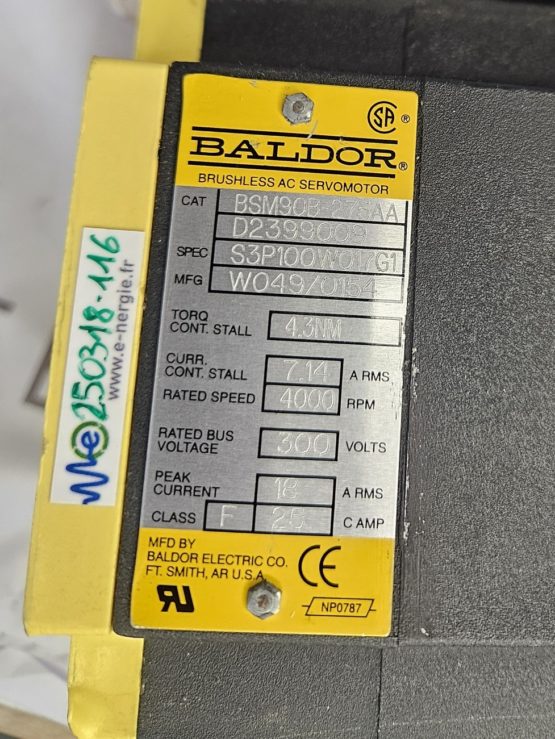 SA ®
BALDOR®
BRUSHLESS AC SERVOMOTOR
CAT BSM90B-275AA
D2399009
SPEC S3P100W017G1
MFG W049/0154
TORQ
CONT. STALL 4.3NM
CURR.
CONT. STALL 7.14 A RMS
RATED SPEED 4000 RPM
RATED BUS
VOLTAGE 300 VOLTS
PEAK
CURRENT 18 A RMS
CLASS F 25 C AMP
MFD BY
BALDOR ELECTRIC CO.
FT. SMITH, AR U.S.A.
CE
NP0787
e 250318-116
www.e-nergie.fr